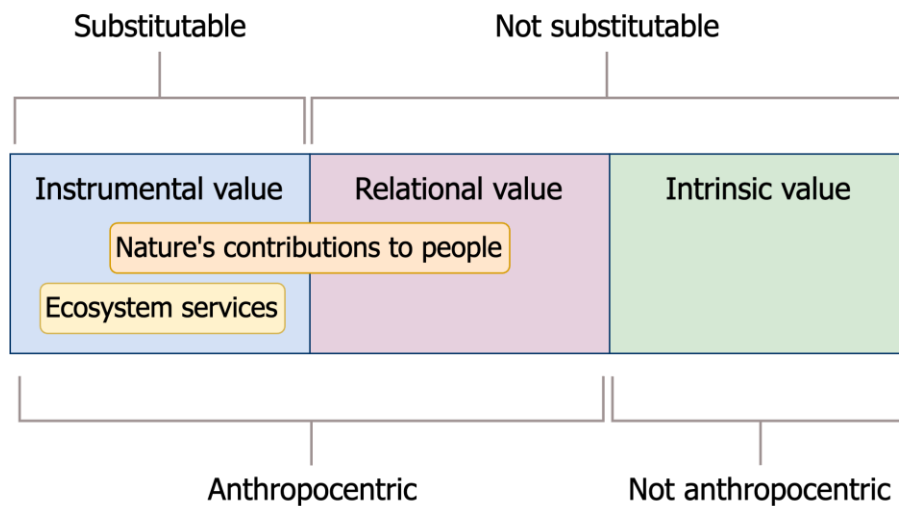 Substitutable
Not substitutable
Instrumental value
Relational value
Intrinsic value
Nature's contributions to people
Ecosystem services
Anthropocentric
Not anthropocentric